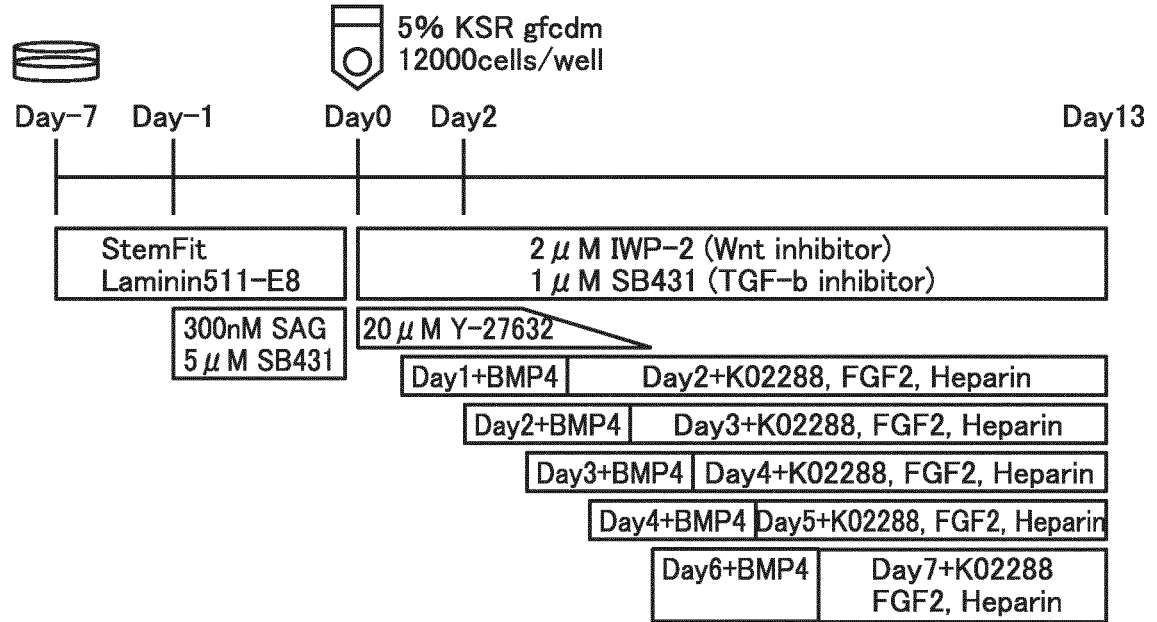 5% KSR gfcdm
12000cells/well
Day-7 Day-1 Day0 Day2 Day13
StemFit
Laminin511-E8
2 μ M IWP-2 (Wnt inhibitor)
1 μ M SB431 (TGF-b inhibitor)
300nM SAG
5 μ M SB431
20 μ M Y-27632
Day1+BMP4 Day2+K02288, FGF2, Heparin
Day2+BMP4 Day3+K02288, FGF2, Heparin
Day3+BMP4 Day4+K02288, FGF2, Heparin
Day4+BMP4 Day5+K02288, FGF2, Heparin
Day6+BMP4 Day7+K02288
FGF2, Heparin